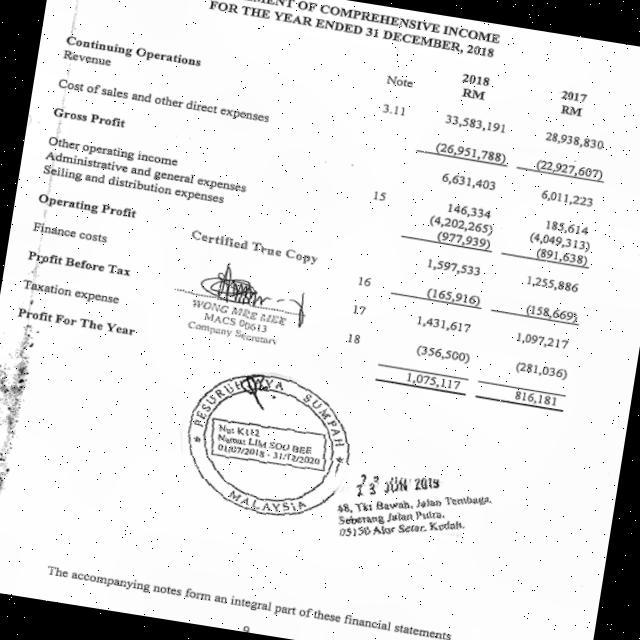 MENT OF COMPREHENSIVE INCOME
FOR THE YEAR ENDED 31 DECEMBER, 2018
Note 2018 2017
RM RM
Continuing Operations
Revenue 3.11 33,583,191 28,938,830
Cost of sales and other direct expenses (26,951,788) (22,927,607)
Gross Profit 6,631,403 6,011,223
Other operating income 15 146,334 185,614
Administrative and general expenses (4,202,265) (4,049,313)
Selling and distribution expenses (977,939) (891,638)
Operating Profit 1,597,533 1,255,886
Finance costs 16 (165,916) (158,669)
Profit Before Tax 17 1,431,617 1,097,217
Taxation expense 18 (356,500) (281,036)
Profit For The Year 1,075,117 816,181
Certified True Copy
WONG MEE MEE
MACS 00613
Company Secretary
PESURUHJAYA SUMPAH
No: K112
Nama: LIM SOO BEE
01/07/2018 - 31/12/2020
MALAYSIA
23 JUN 2019
48, Tkt Bawah, Jalan Tembaga,
Seberang Jalan Putra,
05150 Alor Setar, Kedah.
The accompanying notes form an integral part of these financial statements
9